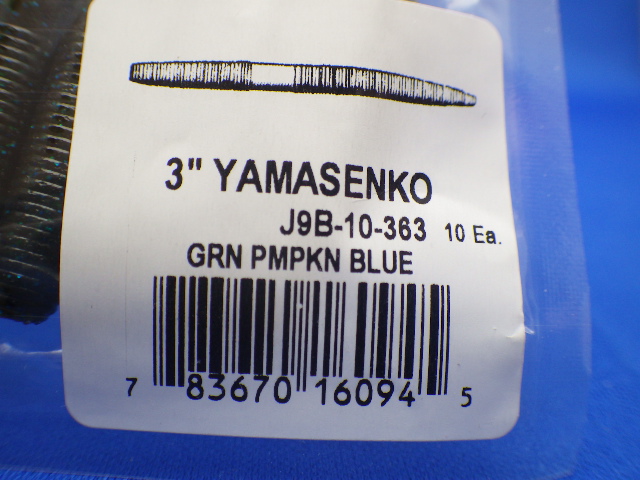 3" YAMASENKO
J9B-10-363 10 Ea.
GRN PMPKN BLUE
7 83670 16094 5